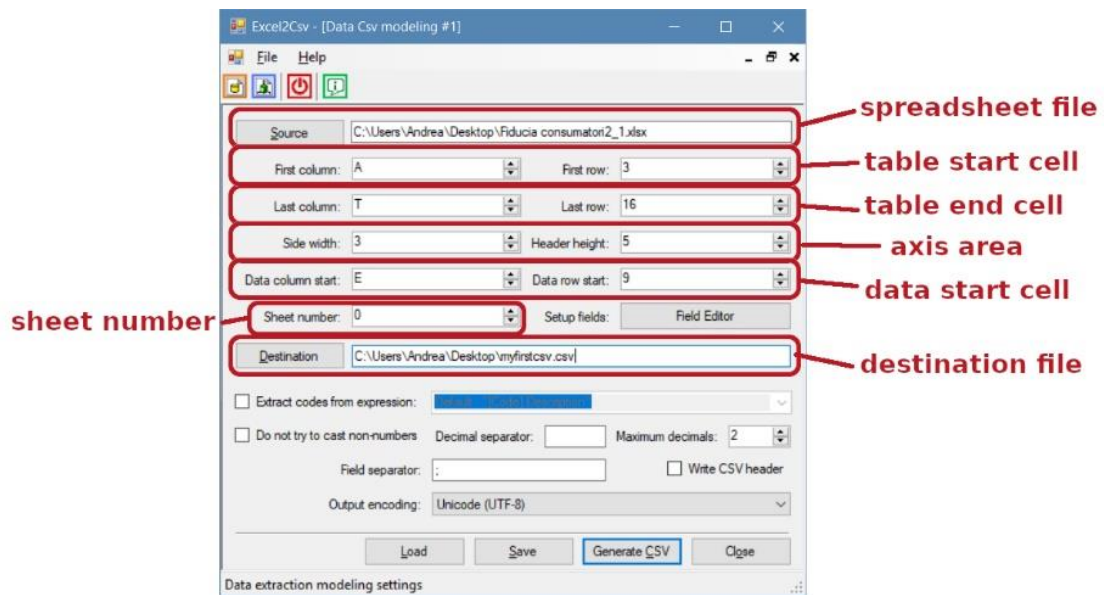 Excel2Csv - [Data Csv modeling #1]
File Help
Source C:\Users\Andrea\Desktop\Fiducia consumatori2_1.xlsx
spreadsheet file
First column: A First row: 3
table start cell
Last column: T Last row: 16
table end cell
Side width: 3 Header height: 5
axis area
Data column start: E Data row start: 9
data start cell
sheet number
Sheet number: 0 Setup fields: Field Editor
Destination C:\Users\Andrea\Desktop\myfirstcsv.csv
destination file
Extract codes from expression:
Do not try to cast non-numbers Decimal separator: Maximum decimals: 2
Field separator: ; Write CSV header
Output encoding: Unicode (UTF-8)
Load Save Generate CSV Close
Data extraction modeling settings